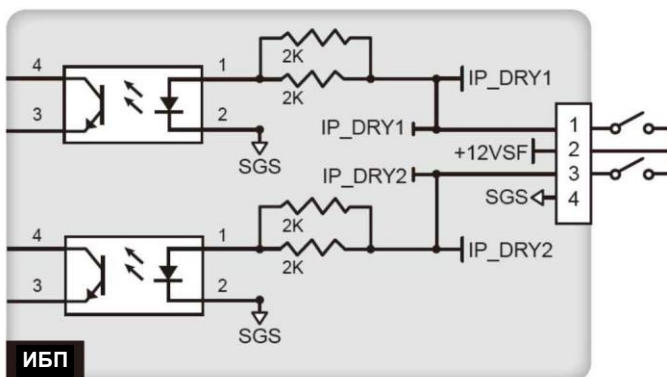 4
1
2K
2K
IP_DRY1
3
2
SGS
IP_DRY1
1
+12VSF
2
IP_DRY2
3
SGS
4
4
1
2K
2K
IP_DRY2
3
2
SGS
ИБП